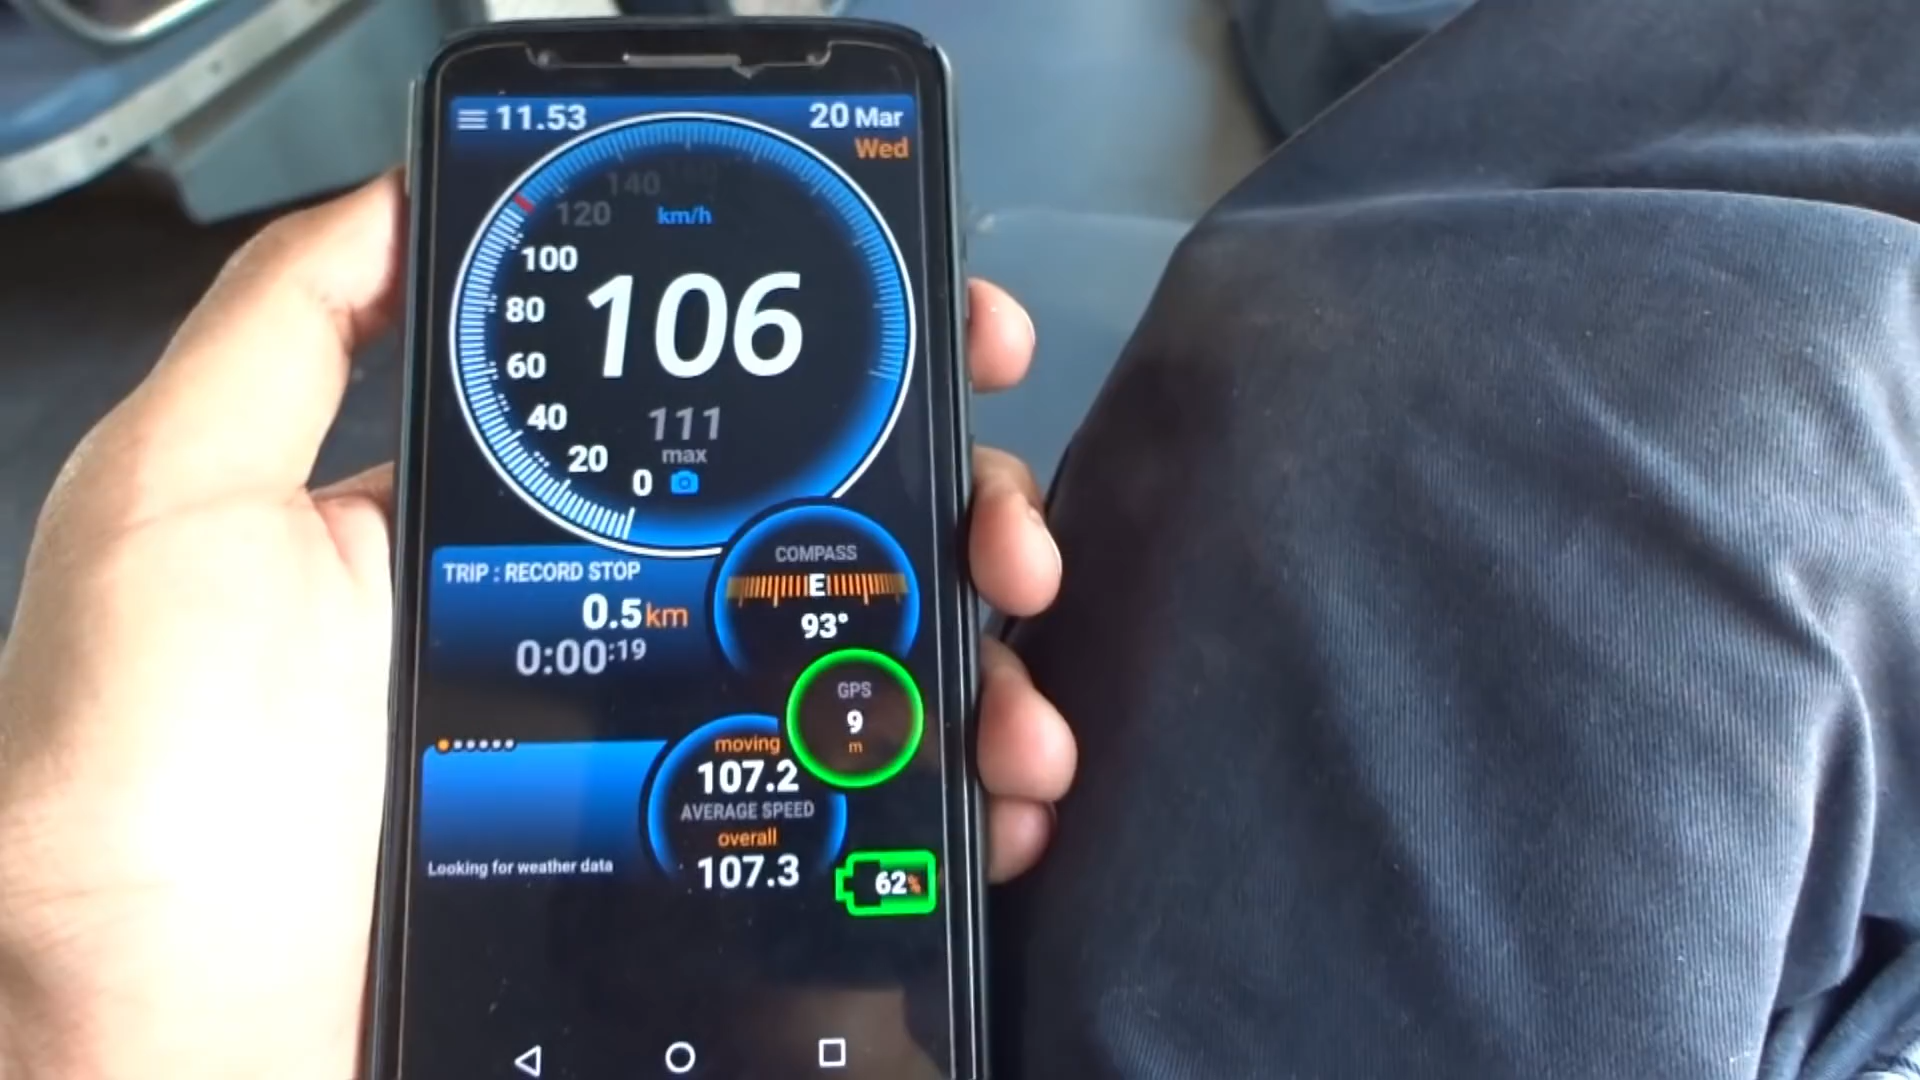 11.53
20 Mar
Wed
140
120
km/h
100
80
106
60
40
111
max
20
0
COMPASS
E
93°
TRIP : RECORD STOP
0.5 km
0:00:19
GPS
9
m
moving
107.2
AVERAGE SPEED
overall
107.3
Looking for weather data
62%